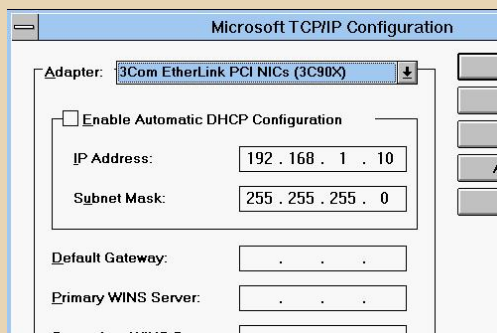 Microsoft TCP/IP Configuration
Adapter: 3Com EtherLink PCI NICs (3C90X)
Enable Automatic DHCP Configuration
IP Address: 192 . 168 . 1 . 10
Subnet Mask: 255 . 255 . 255 . 0
Default Gateway: . . .
Primary WINS Server: . . .